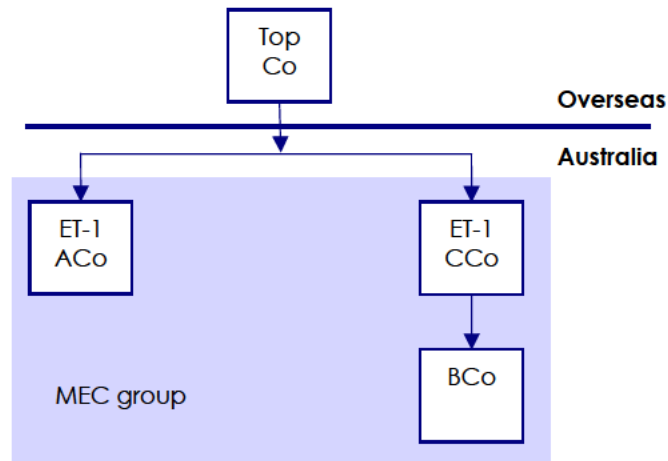 Top
Co
Overseas
Australia
ET-1
ACo
ET-1
CCo
BCo
MEC group